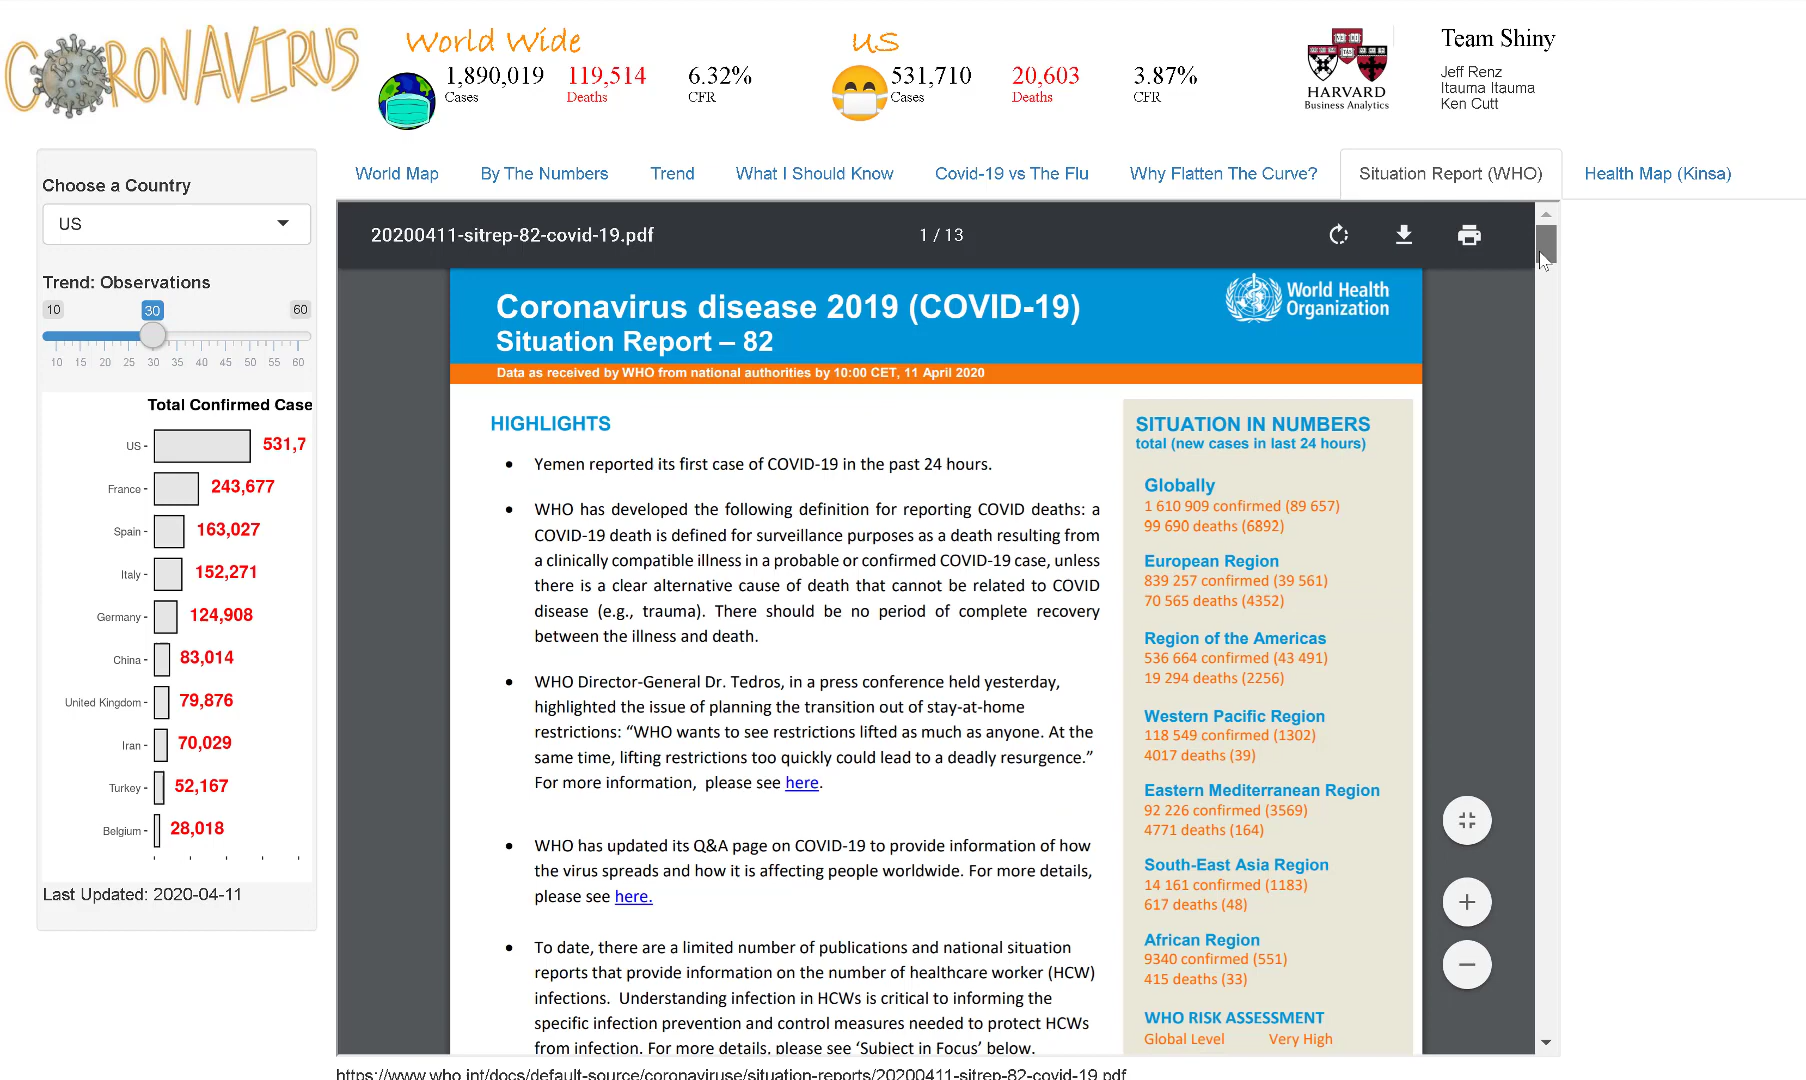 CORONAVIRUS
World Wide
1,890,019 119,514 6.32%
Cases Deaths CFR
US
531,710 20,603 3.87%
Cases Deaths CFR
HARVARD
Business Analytics
Team Shiny
Jeff Renz
Itauma Itauma
Ken Cutt
World Map By The Numbers Trend What I Should Know Covid-19 vs The Flu Why Flatten The Curve? Situation Report (WHO) Health Map (Kinsa)
Choose a Country
US
Trend: Observations
10 30 60
10 15 20 25 30 35 40 45 50 55 60
Total Confirmed Case
US 531,7
France 243,677
Spain 163,027
Italy 152,271
Germany 124,908
China 83,014
United Kingdom 79,876
Iran 70,029
Turkey 52,167
Belgium 28,018
Last Updated: 2020-04-11
20200411-sitrep-82-covid-19.pdf 1 / 13
Coronavirus disease 2019 (COVID-19)
Situation Report – 82
Data as received by WHO from national authorities by 10:00 CET, 11 April 2020
World Health
Organization
HIGHLIGHTS
• Yemen reported its first case of COVID-19 in the past 24 hours.
• WHO has developed the following definition for reporting COVID deaths: a
COVID-19 death is defined for surveillance purposes as a death resulting from
a clinically compatible illness in a probable or confirmed COVID-19 case, unless
there is a clear alternative cause of death that cannot be related to COVID
disease (e.g., trauma). There should be no period of complete recovery
between the illness and death.
• WHO Director-General Dr. Tedros, in a press conference held yesterday,
highlighted the issue of planning the transition out of stay-at-home
restrictions: “WHO wants to see restrictions lifted as much as anyone. At the
same time, lifting restrictions too quickly could lead to a deadly resurgence.”
For more information, please see here.
• WHO has updated its Q&A page on COVID-19 to provide information of how
the virus spreads and how it is affecting people worldwide. For more details,
please see here.
• To date, there are a limited number of publications and national situation
reports that provide information on the number of healthcare worker (HCW)
infections. Understanding infection in HCWs is critical to informing the
specific infection prevention and control measures needed to protect HCWs
from infection. For more details, please see ‘Subject in Focus’ below.
SITUATION IN NUMBERS
total (new cases in last 24 hours)
Globally
1 610 909 confirmed (89 657)
99 690 deaths (6892)
European Region
839 257 confirmed (39 561)
70 565 deaths (4352)
Region of the Americas
536 664 confirmed (43 491)
19 294 deaths (2256)
Western Pacific Region
118 549 confirmed (1302)
4017 deaths (39)
Eastern Mediterranean Region
92 226 confirmed (3569)
4771 deaths (164)
South-East Asia Region
14 161 confirmed (1183)
617 deaths (48)
African Region
9340 confirmed (551)
415 deaths (33)
WHO RISK ASSESSMENT
Global Level Very High
https://www.who.int/docs/default-source/coronaviruse/situation-reports/20200411-sitrep-82-covid-19.pdf